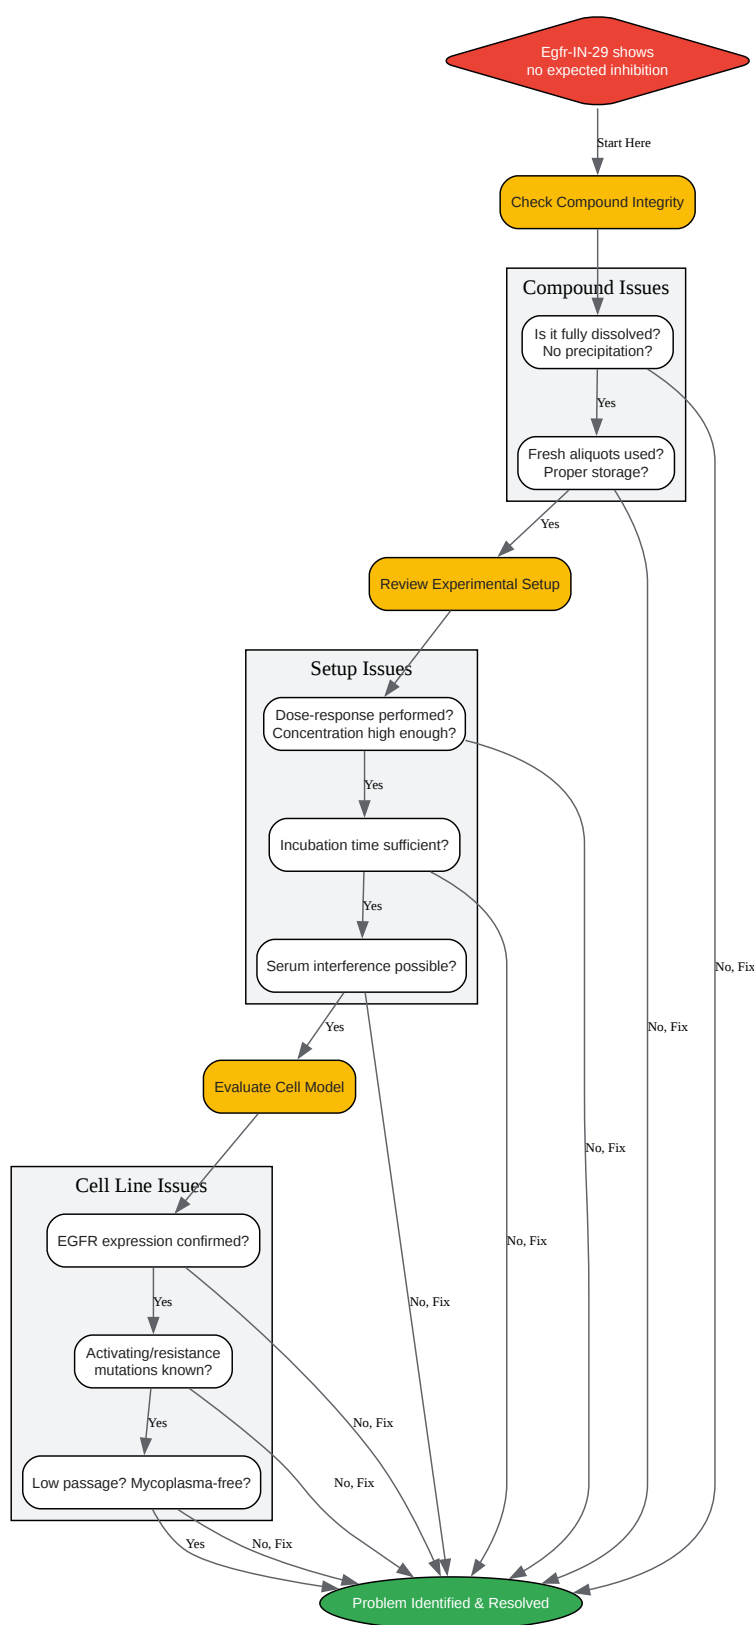 Egfr-IN-29 shows
no expected inhibition
Start Here
Check Compound Integrity
Compound Issues
Is it fully dissolved?
No precipitation?
Yes
Fresh aliquots used?
Proper storage?
Yes
Review Experimental Setup
Setup Issues
Dose-response performed?
Concentration high enough?
Yes
Incubation time sufficient?
Yes
Serum interference possible?
No, Fix
Yes
No, Fix
Evaluate Cell Model
No, Fix
Cell Line Issues
EGFR expression confirmed?
No, Fix
Yes
No, Fix
Activating/resistance
mutations known?
Yes
No, Fix
Low passage? Mycoplasma-free?
No, Fix
Yes
No, Fix
Problem Identified & Resolved